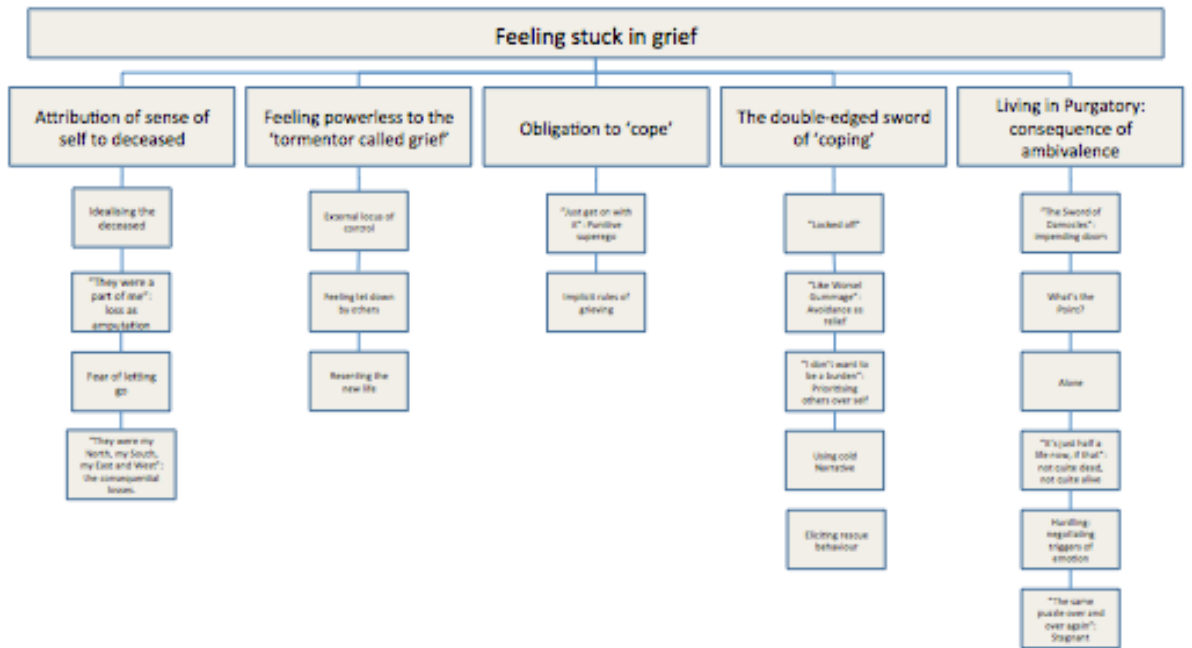 Feeling stuck in grief
Attribution of sense of
self to deceased
Feeling powerless to the
'tormentor called grief'
Obligation to 'cope'
The double-edged sword
of 'coping'
Living in Purgatory:
consequence of
ambivalence
Idealising the
deceased
"They were a
part of me":
loss as
amputation
Fear of letting
go
"They were my
North, my South,
my East and West":
the consequential
losses.
External locus of
control
Feeling let down
by others
Resenting the
new life
"Just get on with
it": Punitive
superego
Implicit rules of
grieving
"Locked off"
"Like Worzel
Gummage":
Avoidance as
relief
"I don't want to
be a burden":
Prioritising
others over self
Using cold
Narrative
Eliciting rescue
behaviour
"The Sword of
Damocles":
impending doom
What's the
Point?
Alone
"It's just half a
life now, if that":
not quite dead,
not quite alive
Hurdling:
negotiating
triggers of
emotion
"The same
puzzle over and
over again":
Stagnant